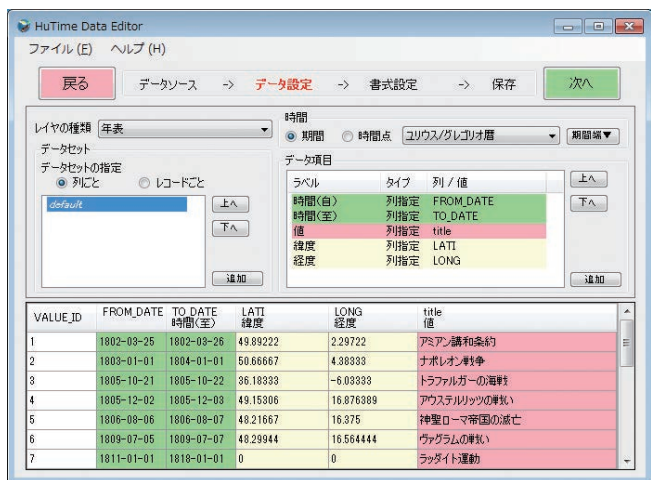 HuTime Data Editor
ファイル (E) ヘルプ (H)
戻る データソース -> データ設定 -> 書式設定 -> 保存 次へ
レイヤの種類 年表
時間
期間 時間点 ユリウス/グレゴリオ暦 期間端▼
データセット
データセットの指定
列ごと レコードごと
default
上へ
下へ
追加
データ項目
ラベル タイプ 列 / 値
時間(自) 列指定 FROM_DATE
時間(至) 列指定 TO_DATE
値 列指定 title
緯度 列指定 LATI
経度 列指定 LONG
上へ
下へ
追加
VALUE_ID FROM_DATE TO_DATE LATI LONG title
時間(至) 緯度 経度 値
1 1802-03-25 1802-03-26 49.89222 2.29722 アミアン講和条約
2 1803-01-01 1804-01-01 50.66667 4.38333 ナポレオン戦争
3 1805-10-21 1805-10-22 36.18333 -6.03333 トラファルガーの海戦
4 1805-12-02 1805-12-03 49.15306 16.876389 アウステルリッツの戦い
5 1806-08-06 1806-08-07 48.21667 16.375 神聖ローマ帝国の滅亡
6 1809-07-05 1809-07-07 48.29944 16.564444 ヴァグラムの戦い
7 1811-01-01 1818-01-01 0 0 ラッダイト運動